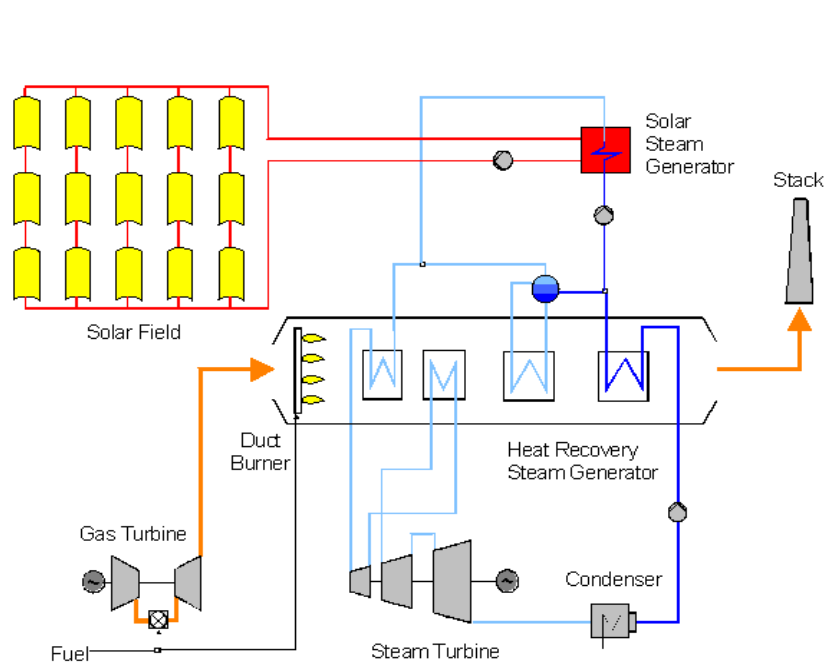 Solar
Steam
Generator
Stack
Solar Field
Duct
Burner
Heat Recovery
Steam Generator
Gas Turbine
Condenser
Fuel
Steam Turbine